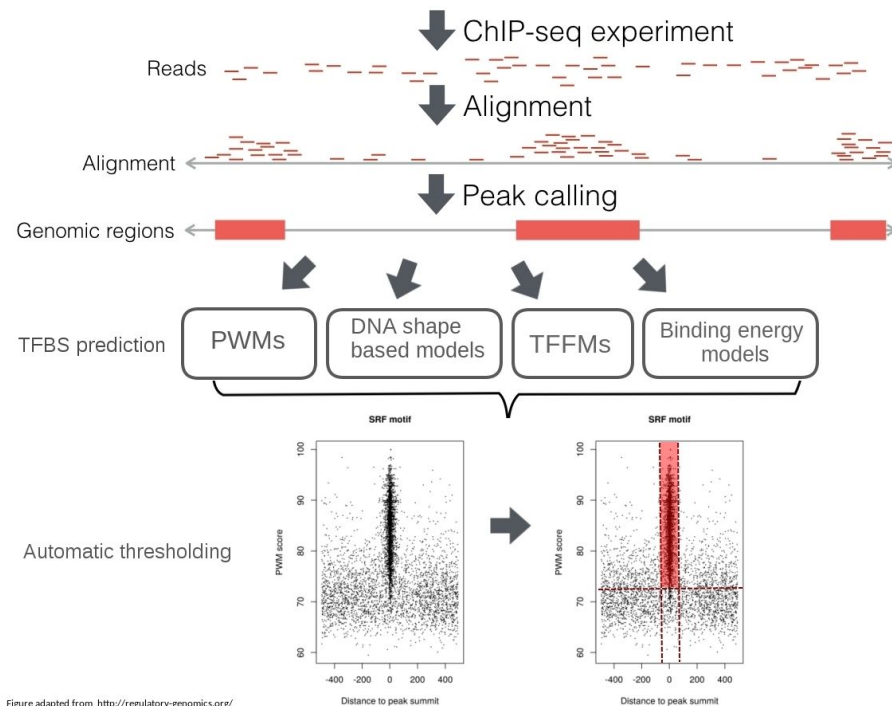 ChIP-seq experiment
Reads
Alignment
Alignment
Peak calling
Genomic regions
TFBS prediction
PWMs
DNA shape
based models
TFFMs
Binding energy
models
SRF motif
SRF motif
Automatic thresholding
PWM score
100
90
80
70
60
-400
-200
0
200
400
Distance to peak summit
PWM score
100
90
80
70
60
-400
-200
0
200
400
Distance to peak summit
Figure adapted from http://regulatory-genomics.org/